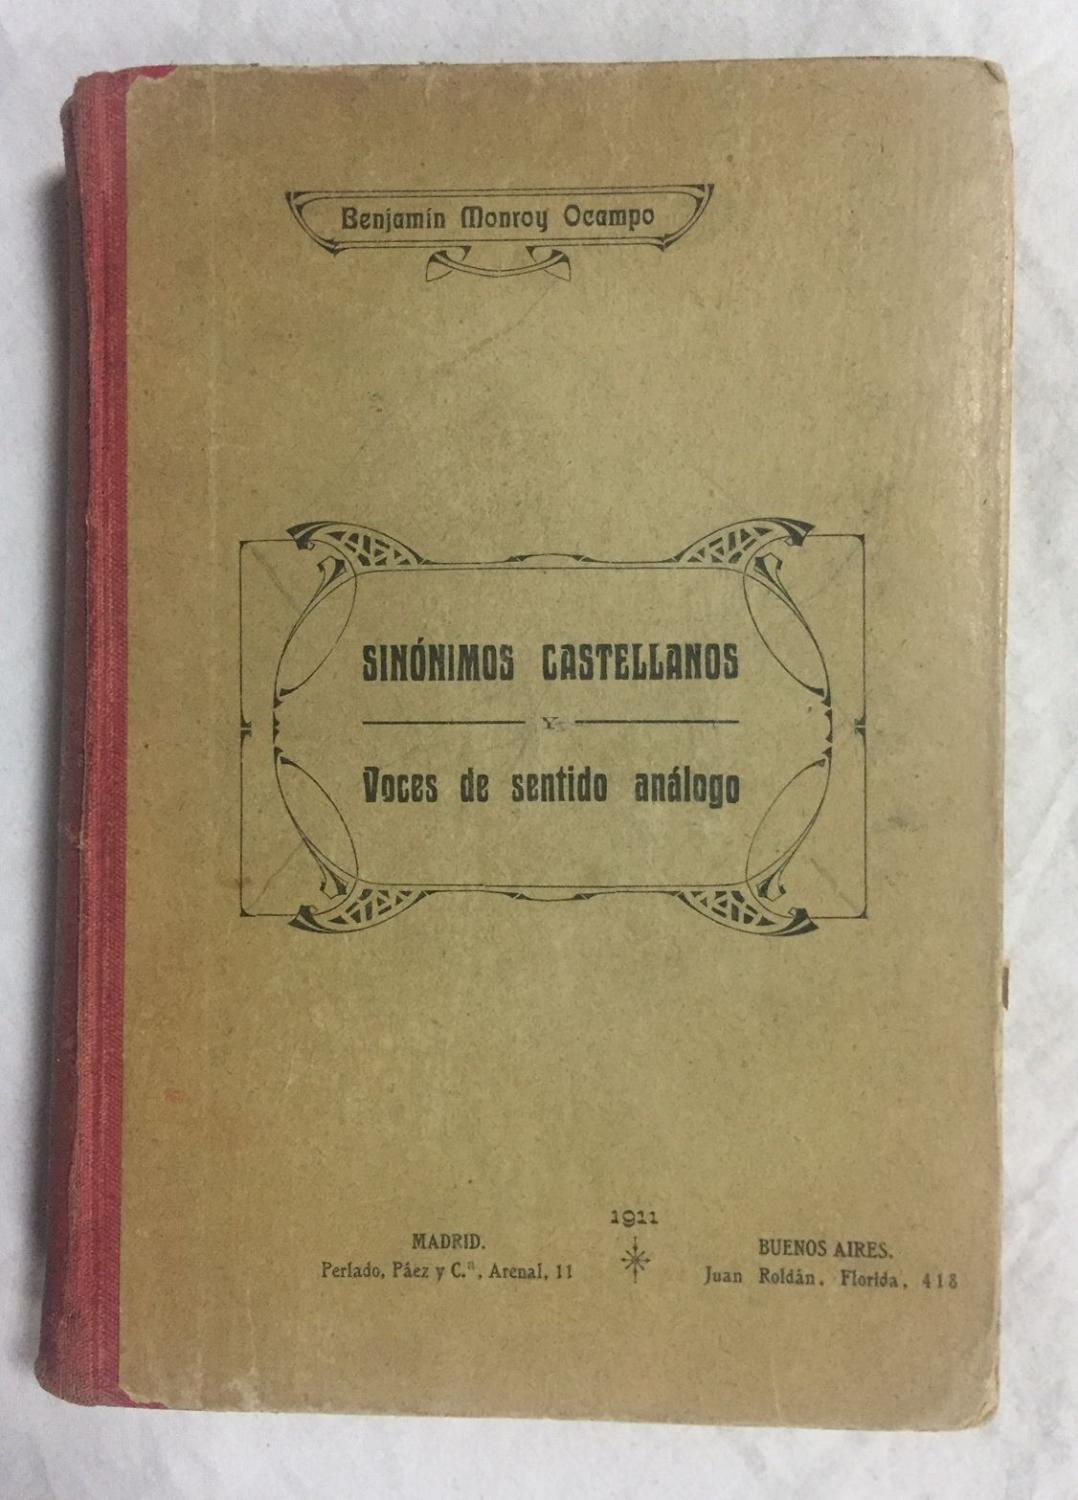 Benjamín Monroy Ocampo
SINÓNIMOS CASTELLANOS
Y
Voces de sentido análogo
1911
MADRID.
Perlado, Páez y C.ª, Arenal, 11
BUENOS AIRES.
Juan Roldán. Florida, 418